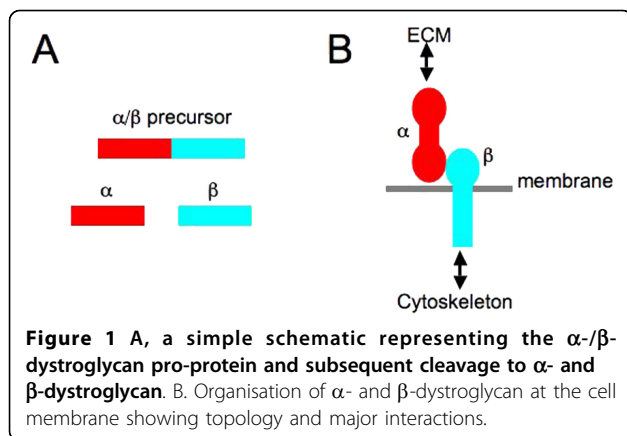 A
α/β precursor
α
β
B
ECM
α
β
membrane
Cytoskeleton
Figure 1 A, a simple schematic representing the α-/β-
dystroglycan pro-protein and subsequent cleavage to α- and
β-dystroglycan. B. Organisation of α- and β-dystroglycan at the cell
membrane showing topology and major interactions.